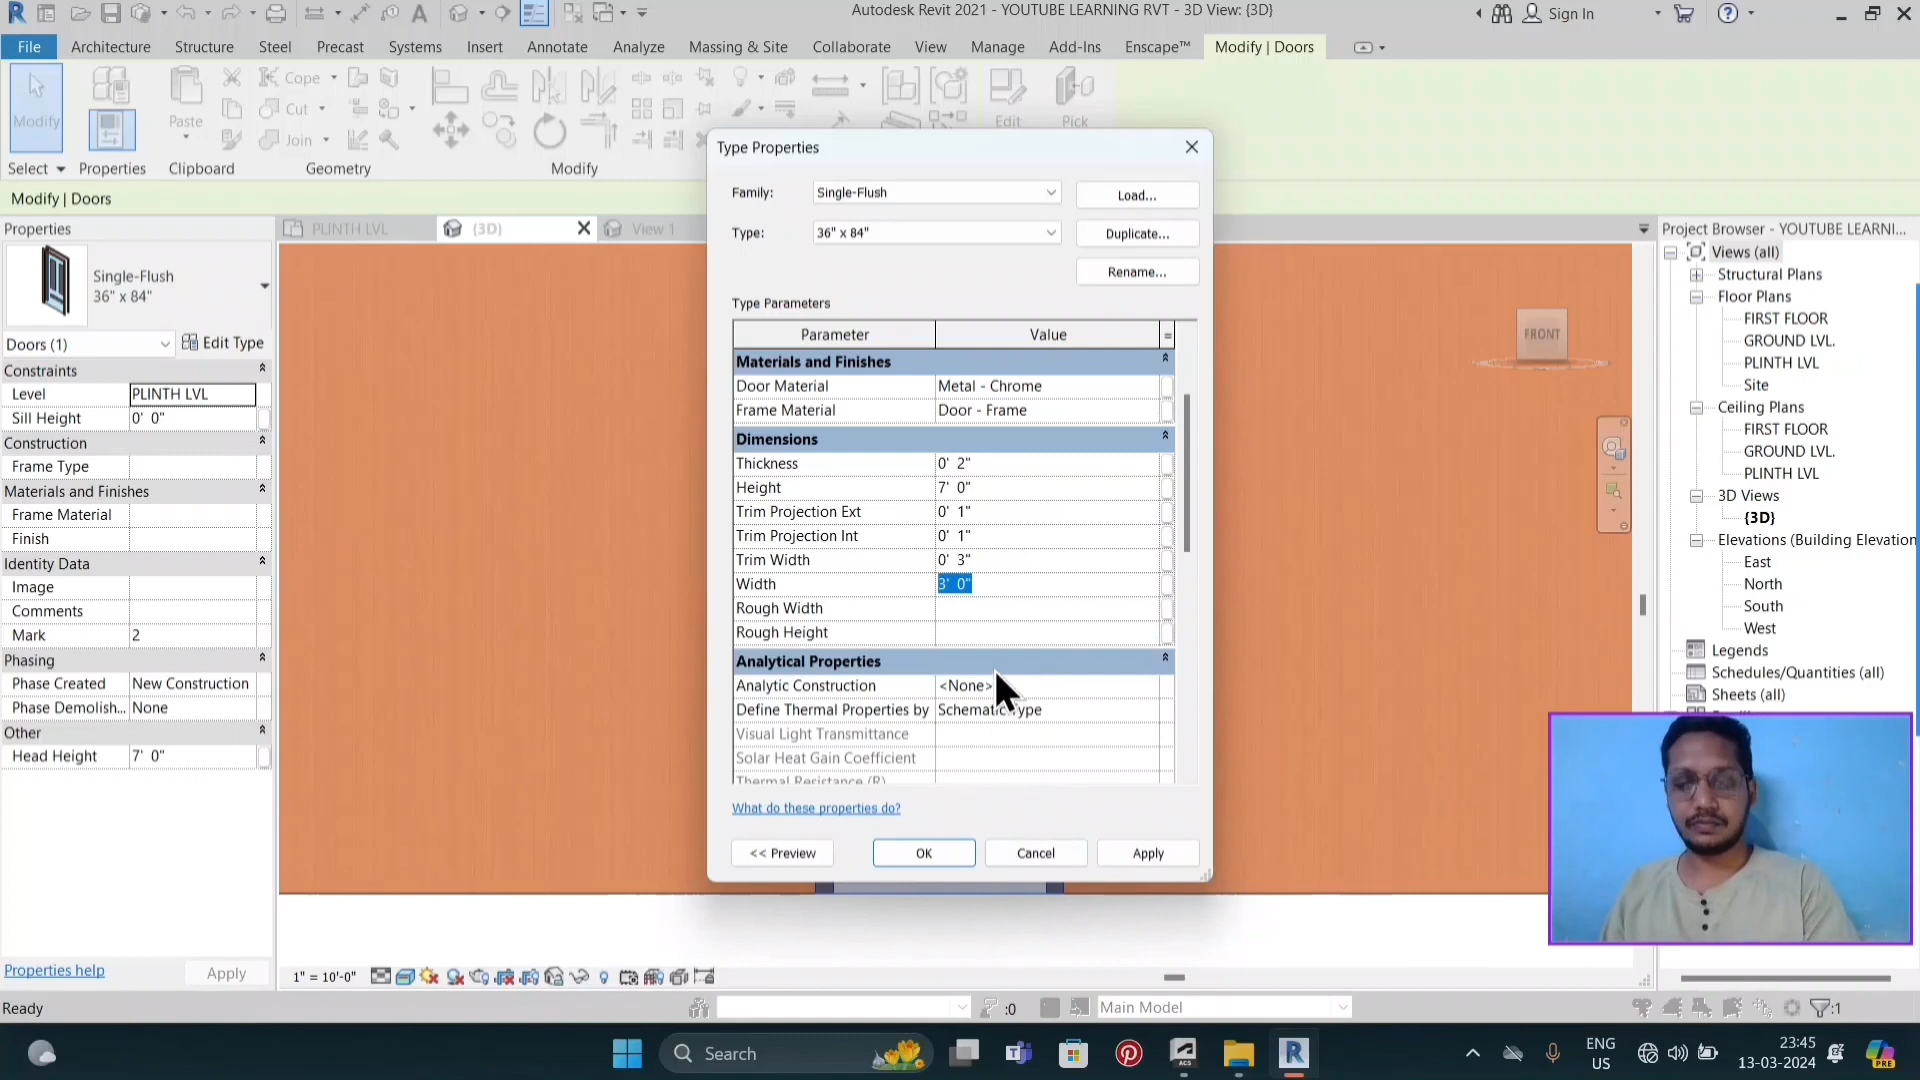 Autodesk Revit 2021 - YOUTUBE LEARNING RVT - 3D View: {3D}
Sign In
File
Architecture
Structure
Steel
Precast
Systems
Insert
Annotate
Analyze
Massing & Site
Collaborate
View
Manage
Add-Ins
Enscape™
Modify | Doors
Modify
Paste
Cope
Cut
Join
Edit
Pick
Select
Properties
Clipboard
Geometry
Modify
Modify | Doors
Properties
Single-Flush
36" x 84"
Doors (1)
Edit Type
Constraints
Level PLINTH LVL
Sill Height 0' 0"
Construction
Frame Type
Materials and Finishes
Frame Material
Finish
Identity Data
Image
Comments
Mark 2
Phasing
Phase Created New Construction
Phase Demolish... None
Other
Head Height 7' 0"
Properties help
Apply
PLINTH LVL
{3D}
View 1
FRONT
Type Properties
Family: Single-Flush
Load...
Type: 36" x 84"
Duplicate...
Rename...
Type Parameters
Parameter Value =
Materials and Finishes
Door Material Metal - Chrome
Frame Material Door - Frame
Dimensions
Thickness 0' 2"
Height 7' 0"
Trim Projection Ext 0' 1"
Trim Projection Int 0' 1"
Trim Width 0' 3"
Width 3' 0"
Rough Width
Rough Height
Analytical Properties
Analytic Construction <None>
Define Thermal Properties by Schematic Type
Visual Light Transmittance
Solar Heat Gain Coefficient
Thermal Resistance (R)
What do these properties do?
<< Preview
OK
Cancel
Apply
Project Browser - YOUTUBE LEARNI...
Views (all)
Structural Plans
Floor Plans
FIRST FLOOR
GROUND LVL.
PLINTH LVL
Site
Ceiling Plans
FIRST FLOOR
GROUND LVL.
PLINTH LVL
3D Views
{3D}
Elevations (Building Elevation
East
North
South
West
Legends
Schedules/Quantities (all)
Sheets (all)
1" = 10'-0"
Ready
:0
Main Model
:1
Search
ENG
US
23:45
13-03-2024